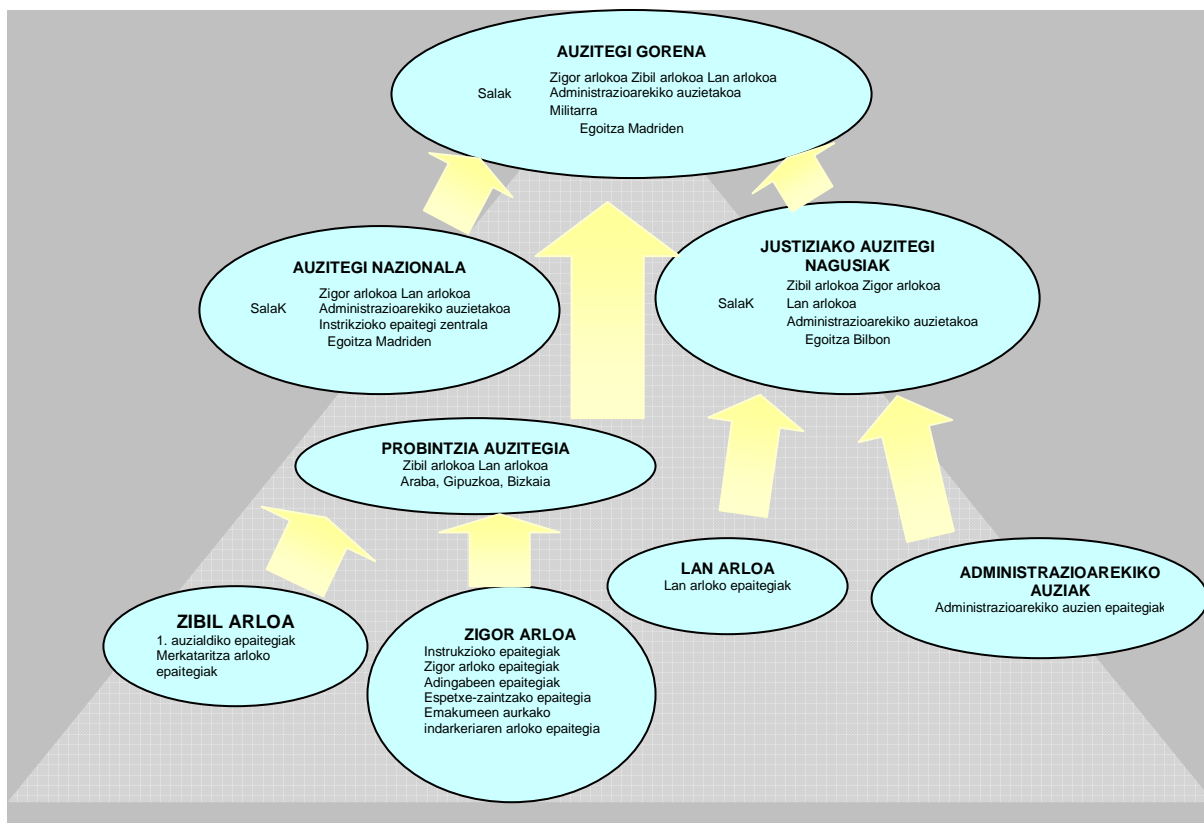 AUZITEGI GORENA
Zigor arlokoa Zibil arlokoa Lan arlokoa
Salak Administrazioarekiko auzietakoa
Militarra
Egoitza Madriden
AUZITEGI NAZIONALA
Zigor arlokoa Lan arlokoa
SalaK Administrazioarekiko auzietakoa
Instrikzioko epaitegi zentrala
Egoitza Madriden
JUSTIZIAKO AUZITEGI
NAGUSIAK
Zibil arlokoa Zigor arlokoa
SalaK Lan arlokoa
Administrazioarekiko auzietakoa
Egoitza Bilbon
PROBINTZIA AUZITEGIA
Zibil arlokoa Lan arlokoa
Araba, Gipuzkoa, Bizkaia
ZIBIL ARLOA
1. auzialdiko epaitegiak
Merkataritza arloko
epaitegiak
ZIGOR ARLOA
Instrukzioko epaitegiak
Zigor arloko epaitegiak
Adingabeen epaitegiak
Espetxe-zaintzako epaitegia
Emakumeen aurkako
indarkeriaren arloko epaitegia
LAN ARLOA
Lan arloko epaitegiak
ADMINISTRAZIOAREKIKO
AUZIAK
Administrazioarekiko auzien epaitegiak